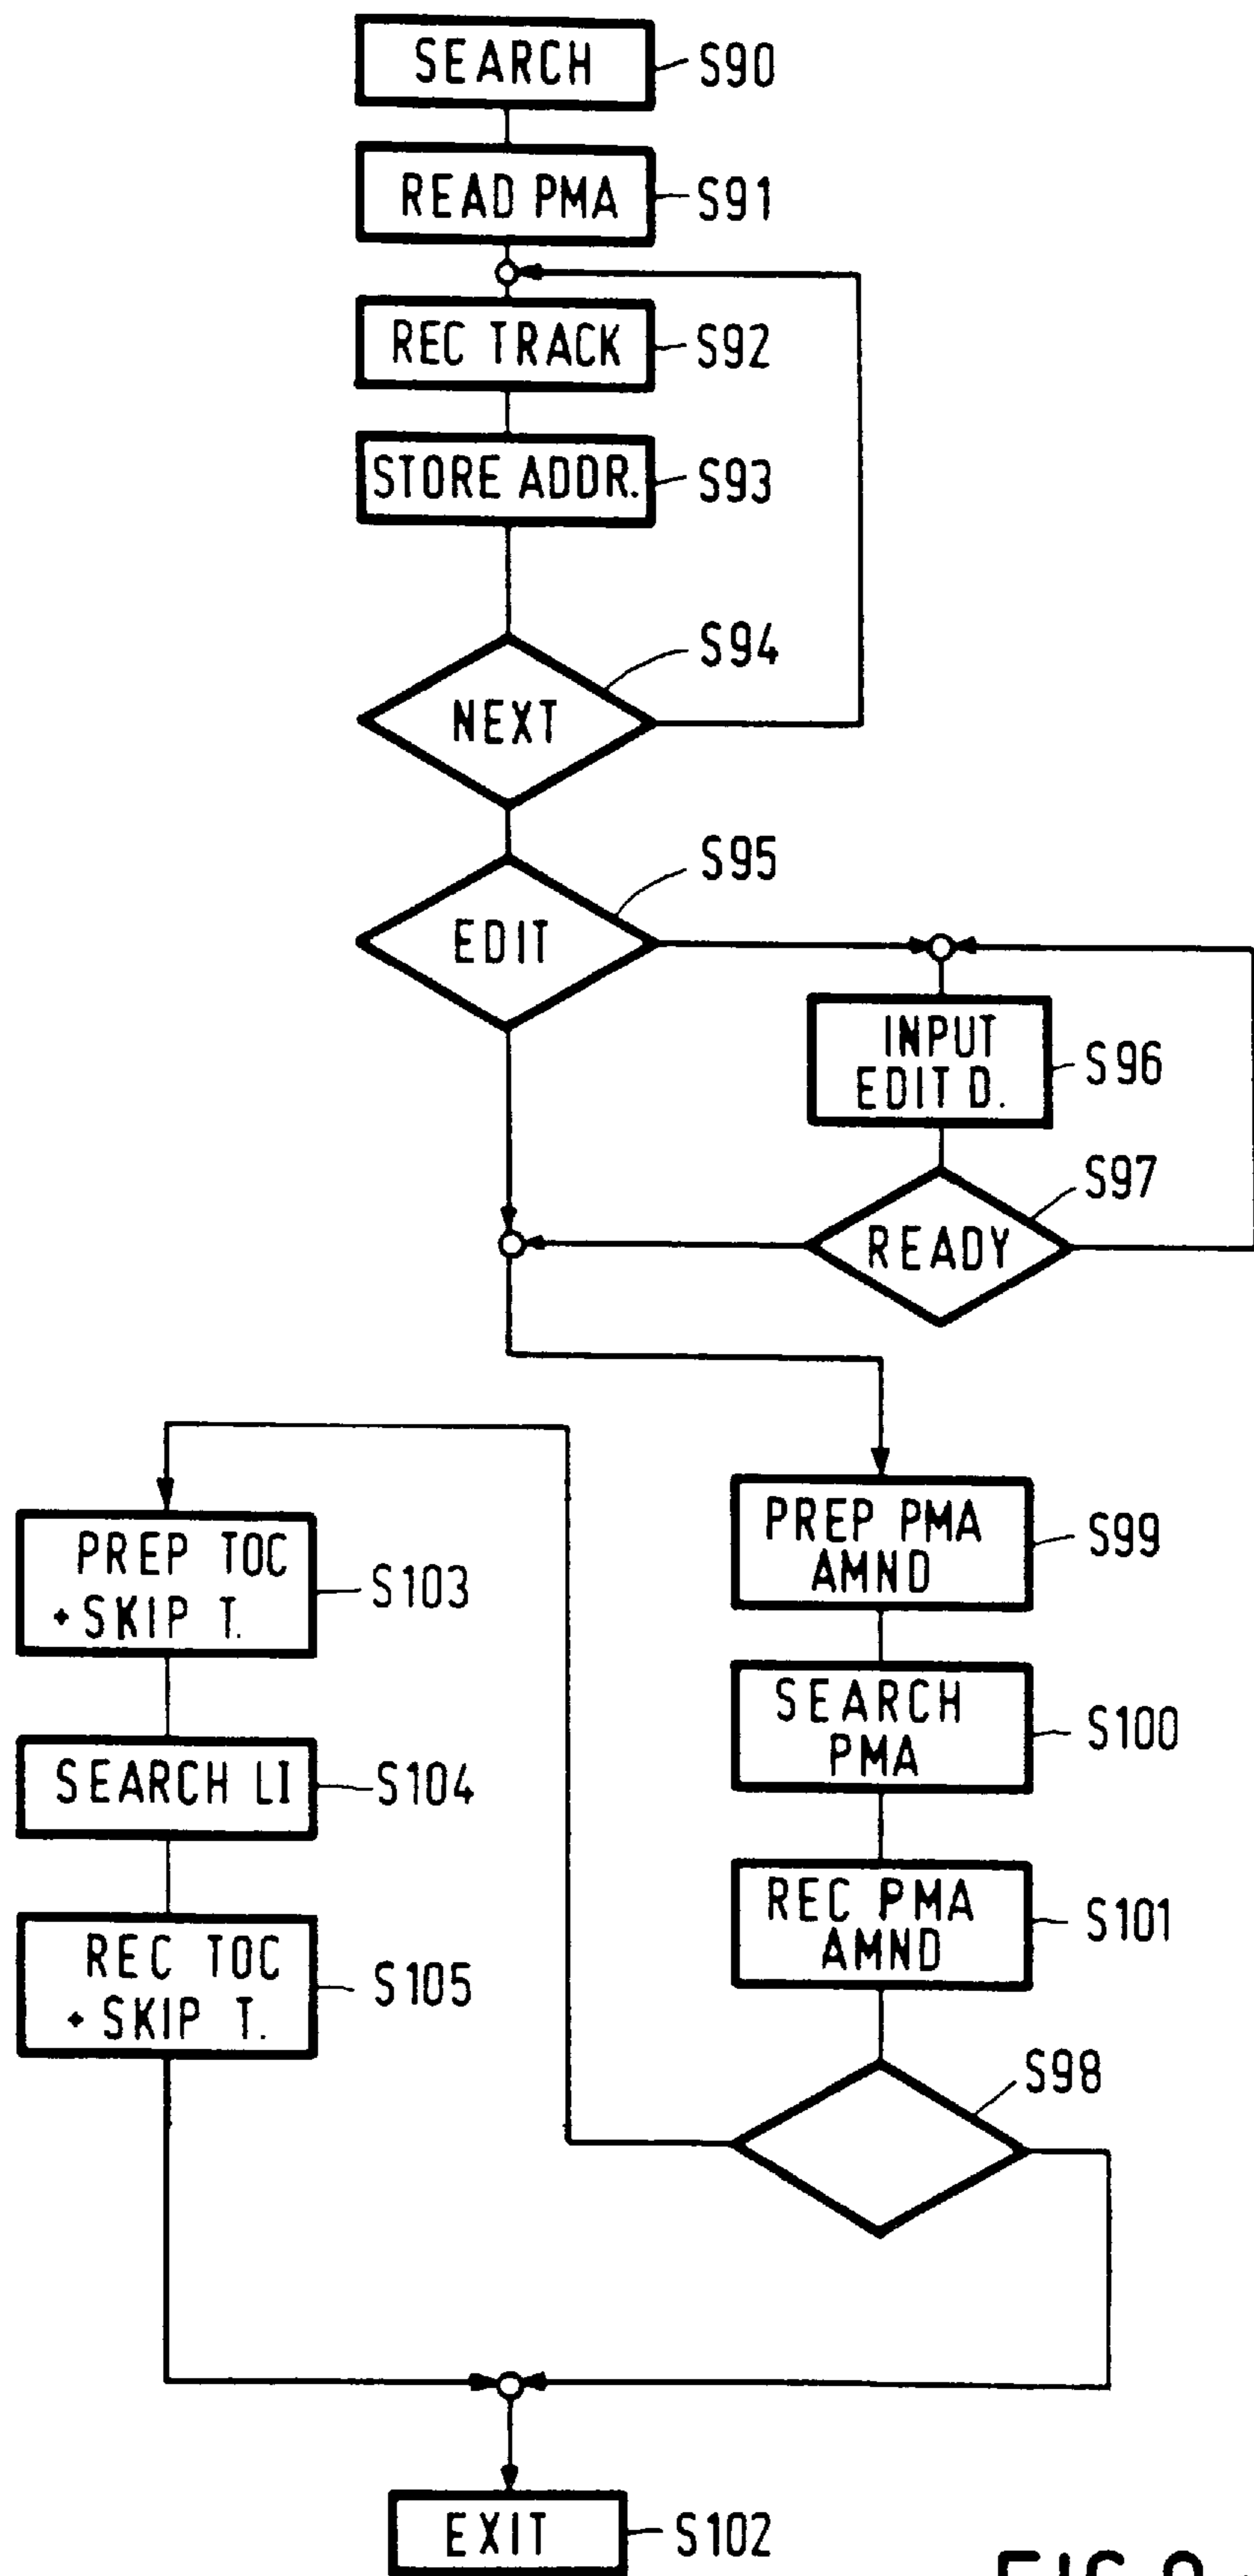 SEARCH S90
READ PMA S91
REC TRACK S92
STORE ADDR. S93
S94
NEXT
S95
EDIT
INPUT
EDIT D. S96
S97
READY
PREP PMA
AMND S99
PREP TOC
+SKIP T. S103
SEARCH
PMA S100
SEARCH LI S104
REC PMA
AMND S101
REC TOC
+SKIP T. S105
S98
EXIT S102